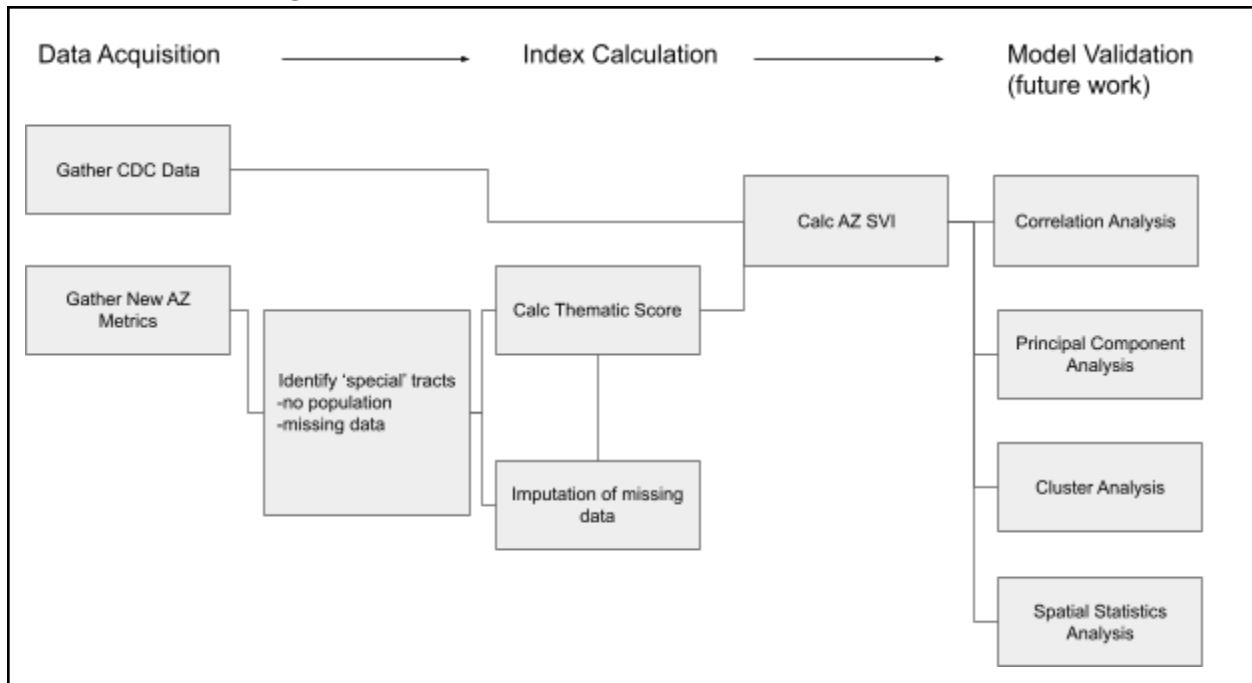 Data Acquisition
Index Calculation
Model Validation
(future work)
Gather CDC Data
Gather New AZ
Metrics
Identify ‘special’ tracts
-no population
-missing data
Calc Thematic Score
Imputation of missing
data
Calc AZ SVI
Correlation Analysis
Principal Component
Analysis
Cluster Analysis
Spatial Statistics
Analysis